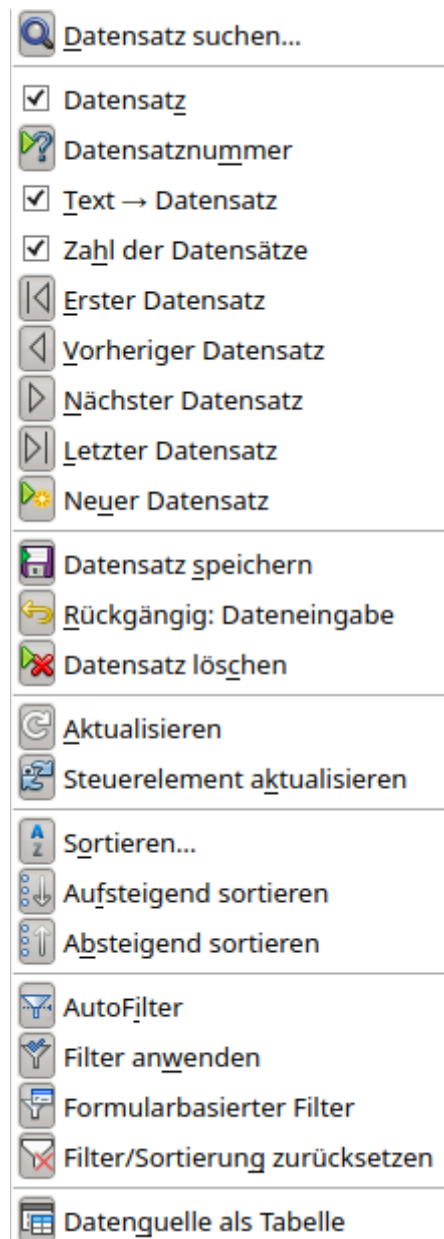 Datensatz suchen...
Datensatz
Datensatznummer
Text → Datensatz
Zahl der Datensätze
Erster Datensatz
Vorheriger Datensatz
Nächster Datensatz
Letzter Datensatz
Neuer Datensatz
Datensatz speichern
Rückgängig: Dateneingabe
Datensatz löschen
Aktualisieren
Steuerelement aktualisieren
Sortieren...
Aufsteigend sortieren
Absteigend sortieren
AutoFilter
Filter anwenden
Formularbasierter Filter
Filter/Sortierung zurücksetzen
Datenquelle als Tabelle